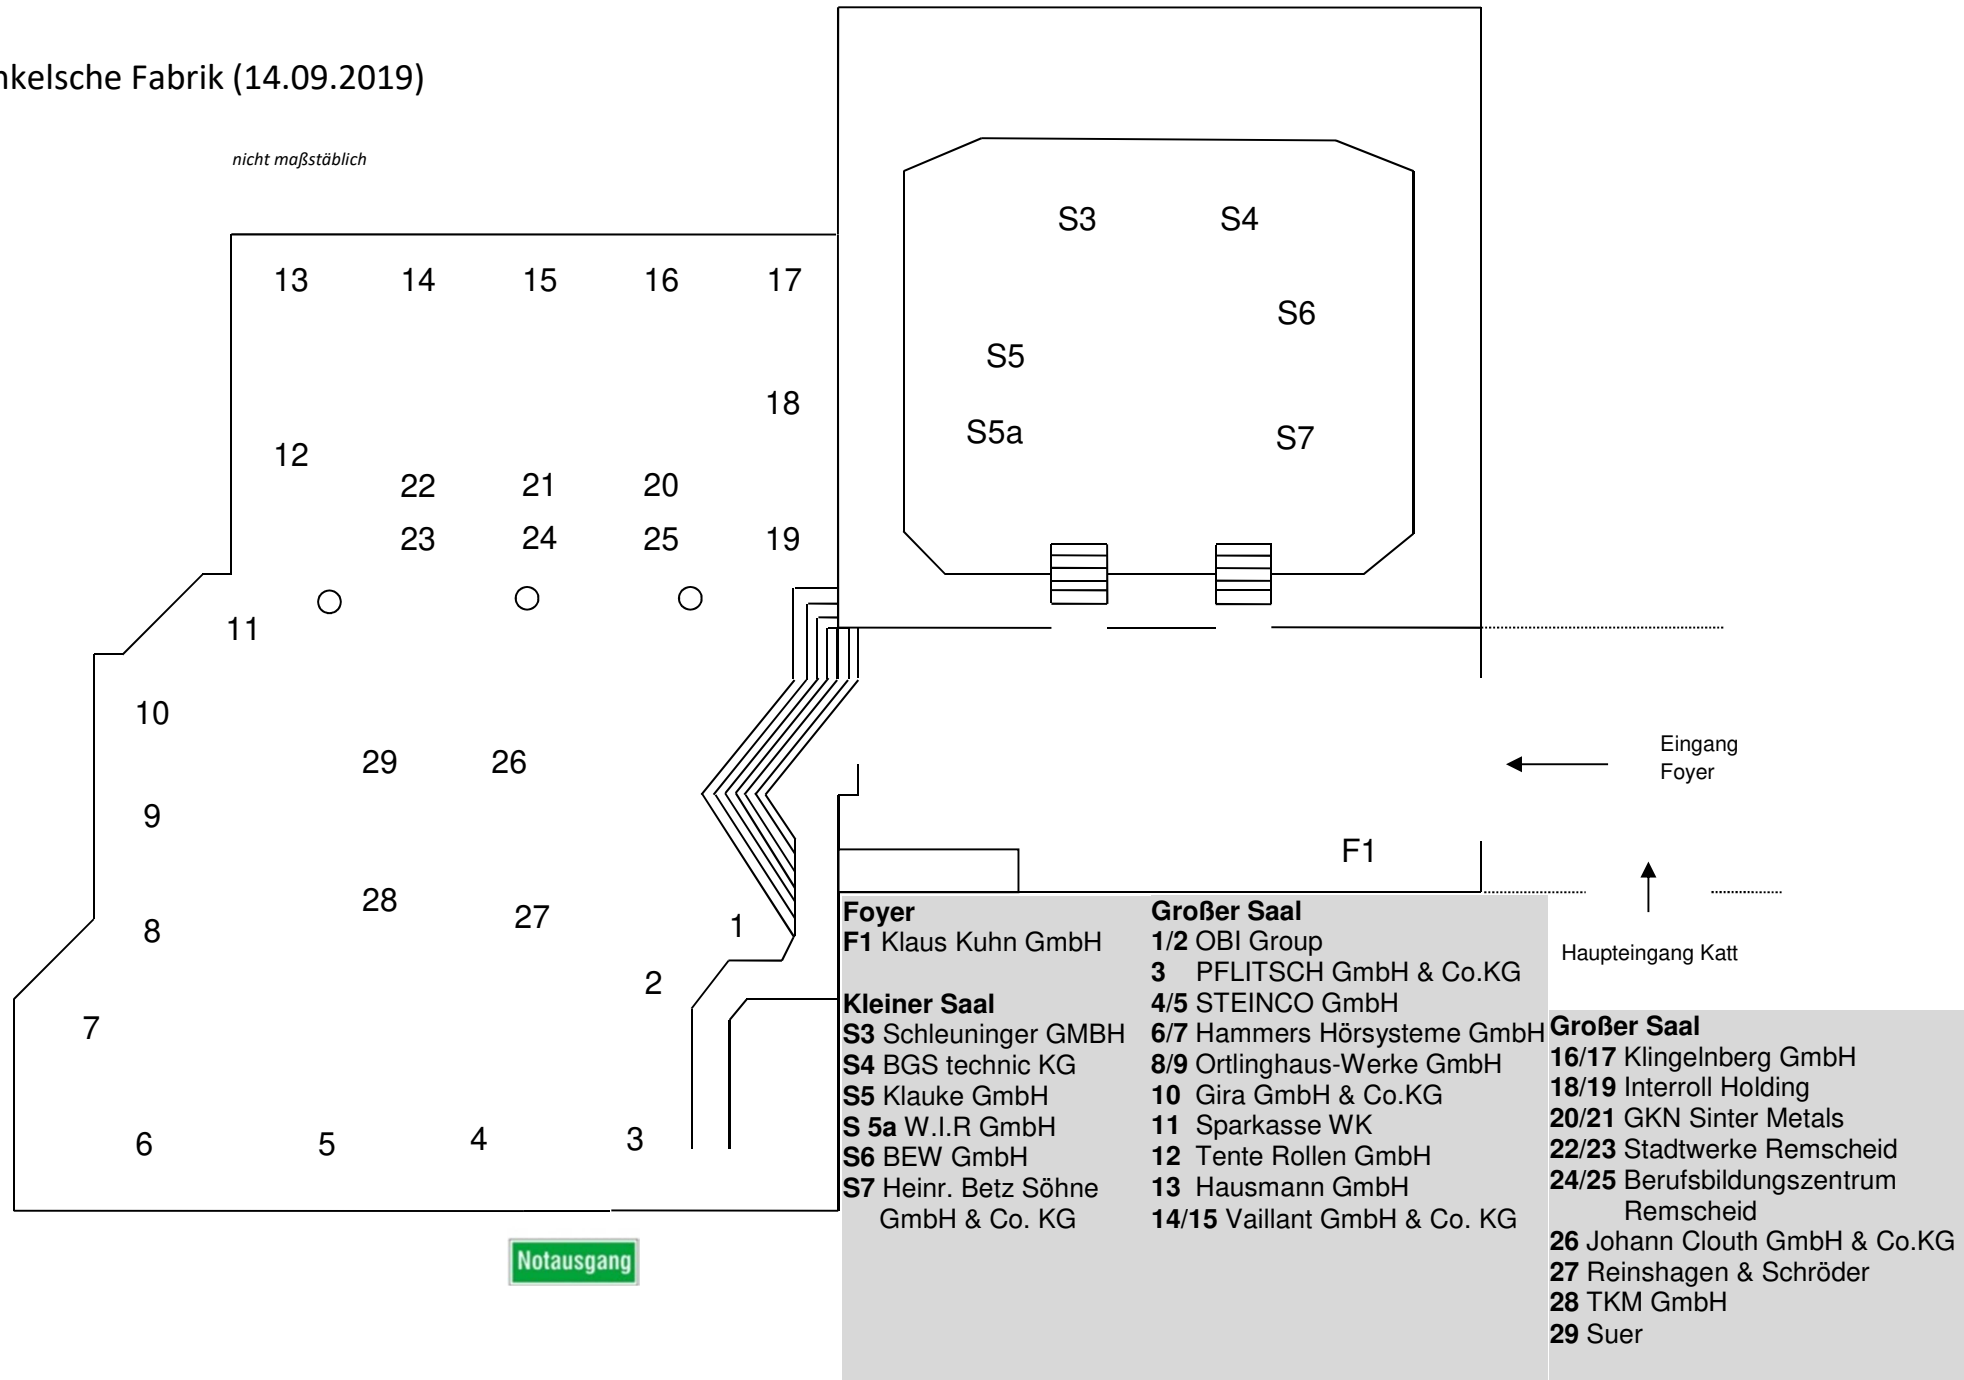 nkelsche Fabrik (14.09.2019)
nicht maßstäblich
S3 S4
13 14 15 16 17
S6
S5
18
S5a S7
12
22 21 20
23 24 25 19
11
10
29 26
Eingang
Foyer
9
F1
28
27
1
8
2
7
6 5 4 3
Haupteingang Katt
Notausgang
Foyer
F1 Klaus Kuhn GmbH
Kleiner Saal
S3 Schleuninger GMBH
S4 BGS technic KG
S5 Klauke GmbH
S 5a W.I.R GmbH
S6 BEW GmbH
S7 Heinr. Betz Söhne
GmbH & Co. KG
Großer Saal
1/2 OBI Group
3 PFLITSCH GmbH & Co.KG
4/5 STEINCO GmbH
6/7 Hammers Hörsysteme GmbH
8/9 Ortlinghaus-Werke GmbH
10 Gira GmbH & Co.KG
11 Sparkasse WK
12 Tente Rollen GmbH
13 Hausmann GmbH
14/15 Vaillant GmbH & Co. KG
Großer Saal
16/17 Klingelnberg GmbH
18/19 Interroll Holding
20/21 GKN Sinter Metals
22/23 Stadtwerke Remscheid
24/25 Berufsbildungszentrum
Remscheid
26 Johann Clouth GmbH & Co.KG
27 Reinshagen & Schröder
28 TKM GmbH
29 Suer